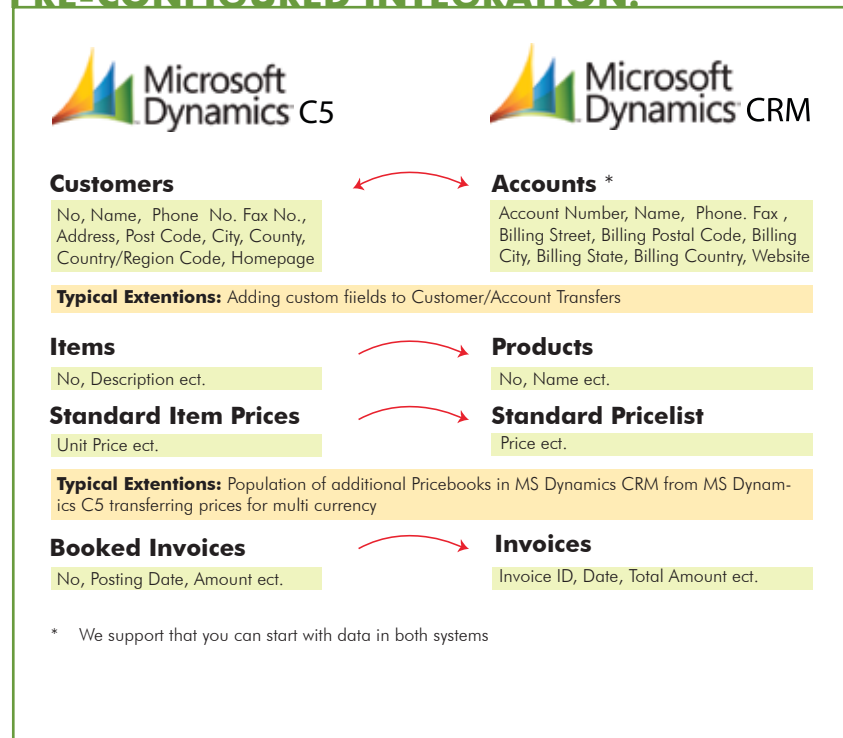 PRE-CONFIGURED INTEGRATION:
Microsoft
Dynamics C5
Microsoft
Dynamics CRM
Customers
No, Name, Phone No. Fax No.,
Address, Post Code, City, County,
Country/Region Code, Homepage
Accounts *
Account Number, Name, Phone. Fax ,
Billing Street, Billing Postal Code, Billing
City, Billing State, Billing Country, Website
Typical Extentions: Adding custom fiields to Customer/Account Transfers
Items
No, Description ect.
Products
No, Name ect.
Standard Item Prices
Unit Price ect.
Standard Pricelist
Price ect.
Typical Extentions: Population of additional Pricebooks in MS Dynamics CRM from MS Dynam-
ics C5 transferring prices for multi currency
Booked Invoices
No, Posting Date, Amount ect.
Invoices
Invoice ID, Date, Total Amount ect.
* We support that you can start with data in both systems